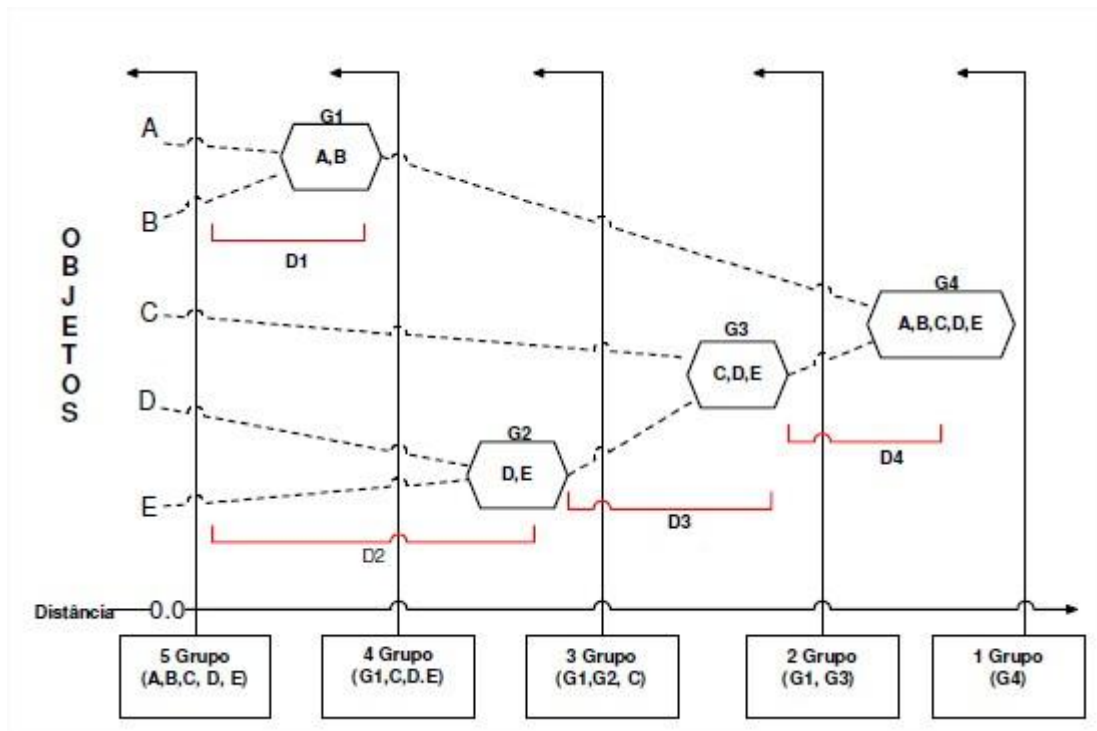 A
G1
A,B
B
D1
OBJETOS
C
G4
A,B,C,D,E
G3
C,D,E
D
G2
D,E
D4
E
D3
D2
Distância 0.0
5 Grupo
(A,B,C, D, E)
4 Grupo
(G1,C,D.E)
3 Grupo
(G1,G2, C)
2 Grupo
(G1, G3)
1 Grupo
(G4)